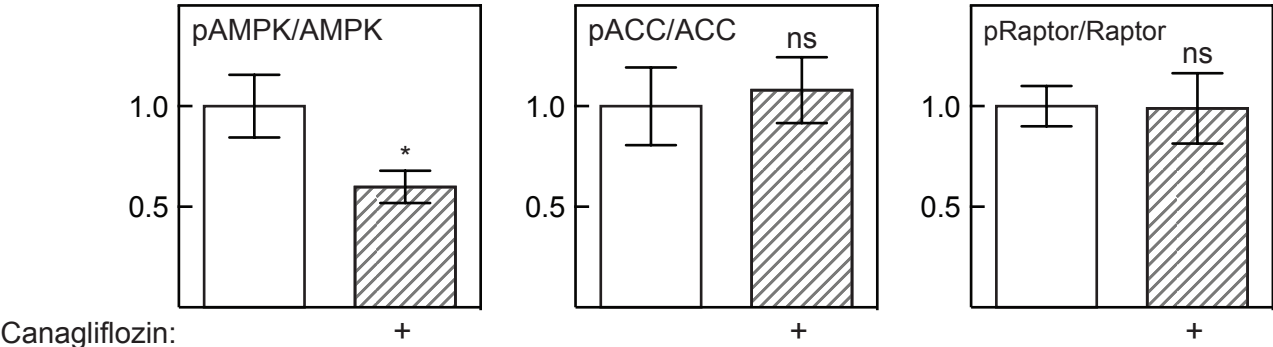 pAMPK/AMPK
1.0
0.5
*
pACC/ACC
ns
1.0
0.5
pRaptor/Raptor
ns
1.0
0.5
Canagliflozin: + + +